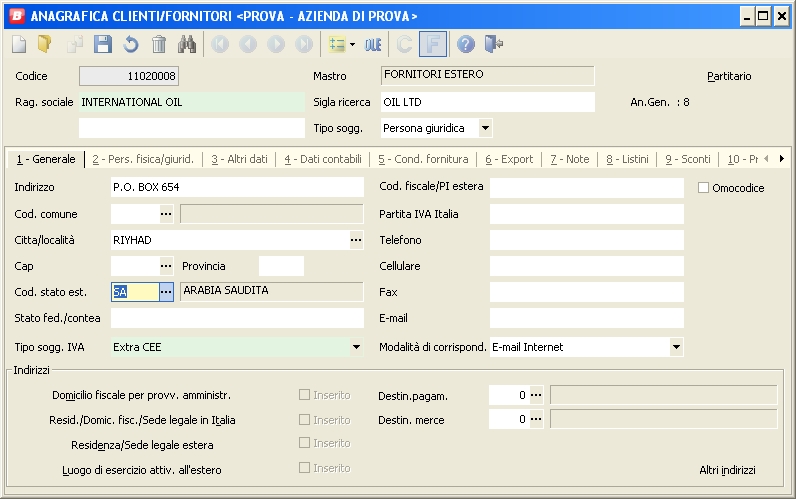 B ANAGRAFICA CLIENTI/FORNITORI <PROVA - AZIENDA DI PROVA>
OLE C F ?
Codice 11020008 Mastro FORNITORI ESTERO Partitario
Rag. sociale INTERNATIONAL OIL Sigla ricerca OIL LTD An.Gen. : 8
Tipo sogg. Persona giuridica
1 - Generale 2 - Pers. fisica/giurid. 3 - Altri dati 4 - Dati contabili 5 - Cond. fornitura 6 - Export 7 - Note 8 - Listini 9 - Sconti 10 - Pr
Indirizzo P.O. BOX 654 Cod. fiscale/PI estera Omocodice
Cod. comune ... Partita IVA Italia
Citta/località RIYHAD ... Telefono
Cap ... Provincia Cellulare
Cod. stato est. SA ... ARABIA SAUDITA Fax
Stato fed./contea E-mail
Tipo sogg. IVA Extra CEE Modalità di corrispond. E-mail Internet
Indirizzi
Domicilio fiscale per provv. amministr. Inserito Destin.pagam. 0 ...
Resid./Domic. fisc./Sede legale in Italia Inserito Destin. merce 0 ...
Residenza/Sede legale estera Inserito
Luogo di esercizio attiv. all'estero Inserito Altri indirizzi